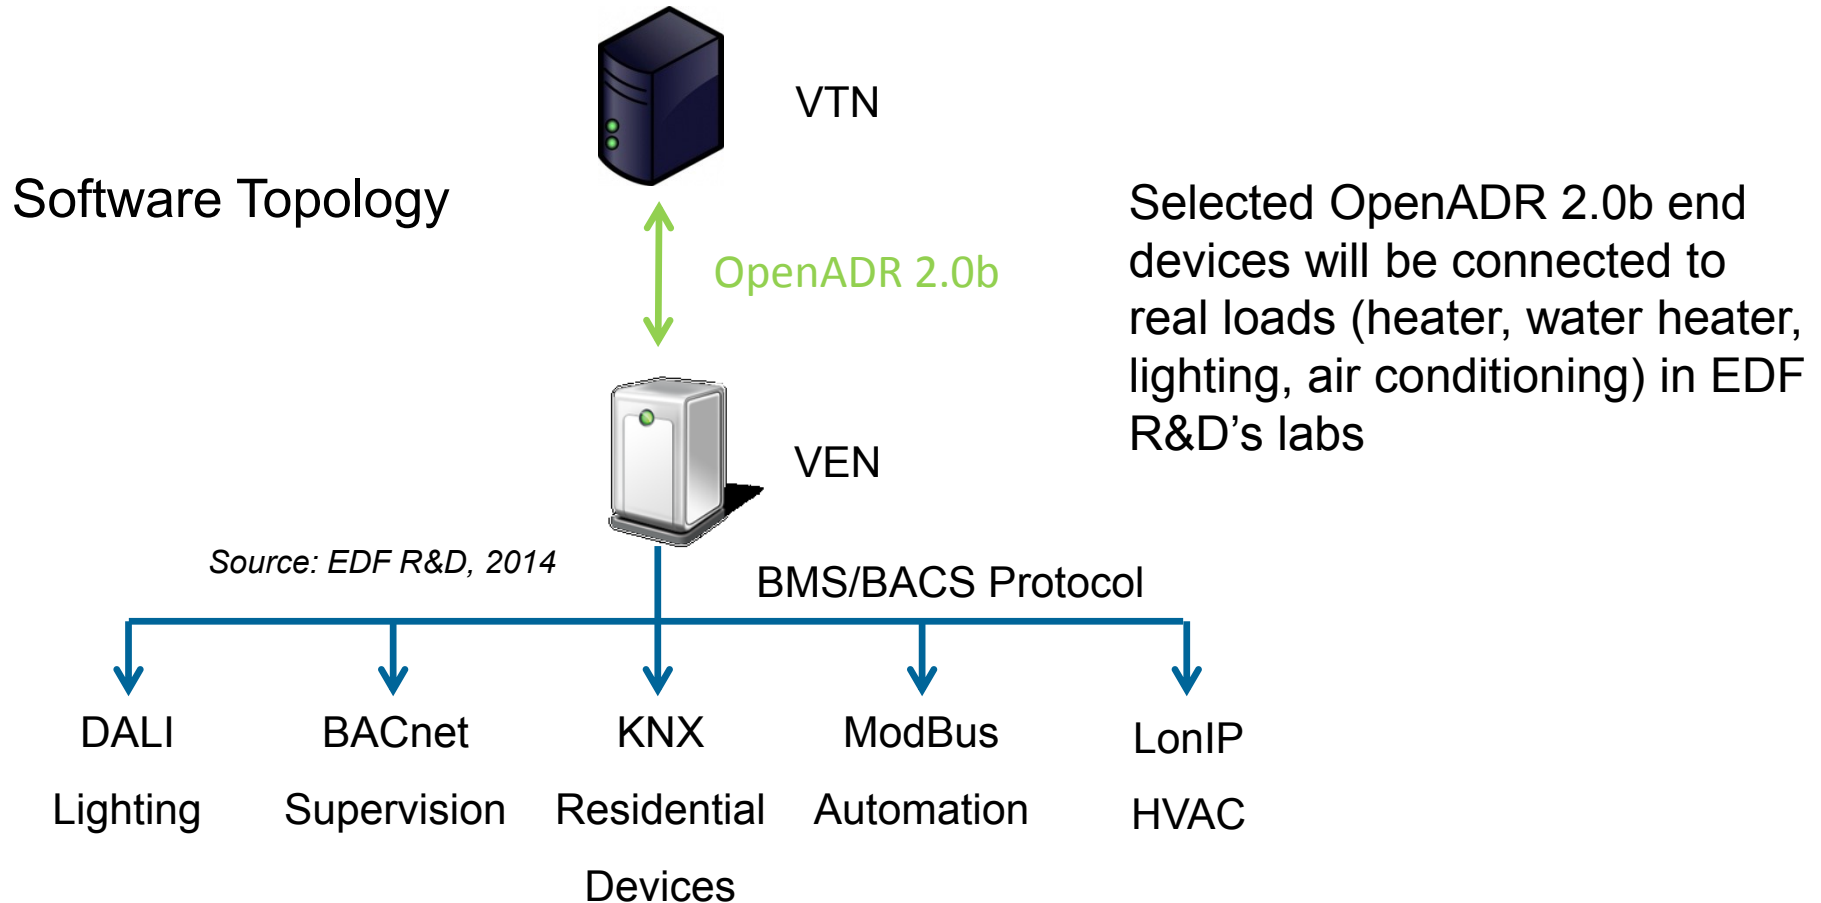 VTN
Software Topology
OpenADR 2.0b
Selected OpenADR 2.0b end
devices will be connected to
real loads (heater, water heater,
lighting, air conditioning) in EDF
R&D’s labs
VEN
Source: EDF R&D, 2014
BMS/BACS Protocol
DALI
Lighting
BACnet
Supervision
KNX
Residential
Devices
ModBus
Automation
LonIP
HVAC